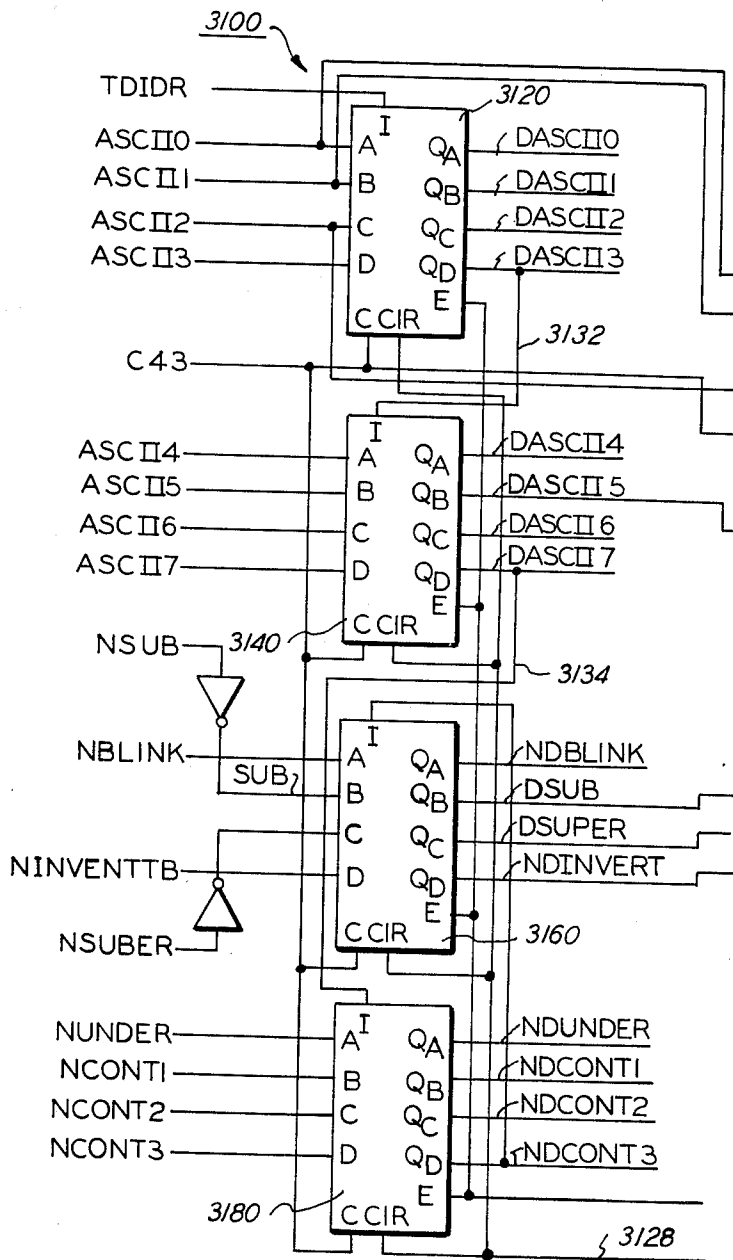 3100
TDIDR
3120
I
ASCII0 A QA DASCII0
ASCII1 B QB DASCII1
ASCII2 C QC DASCII2
ASCII3 D QD DASCII3
E
C CIR
3132
C43
I
ASCII4 A QA DASCII4
ASCII5 B QB DASCII5
ASCII6 C QC DASCII6
ASCII7 D QD DASCII7
E
3140 C CIR
NSUB
3134
I
NBLINK A QA NDBLINK
SUB B QB DSUB
C QC DSUPER
NINVENTTB D QD NDINVERT
E
NSUBER C CIR 3160
I
NUNDER A QA NDUNDER
NCONT1 B QB NDCONT1
NCONT2 C QC NDCONT2
NCONT3 D QD NDCONT3
E
3180 C CIR
3128